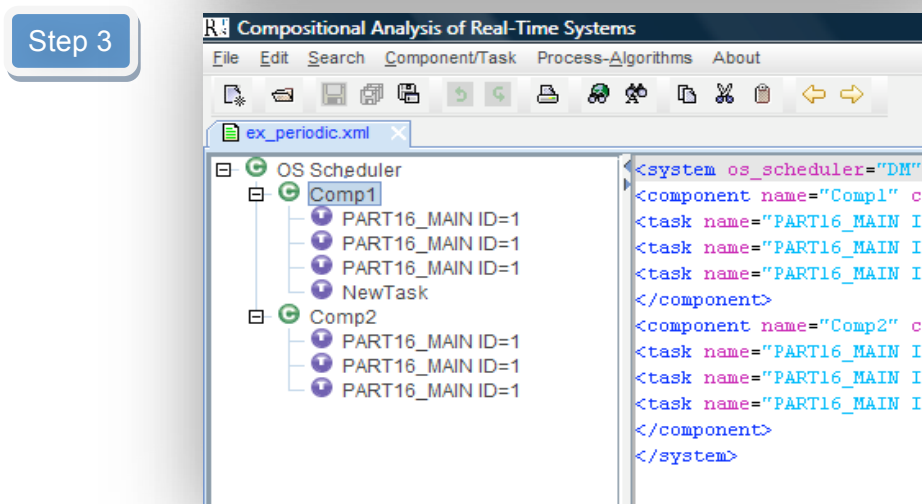 Step 3
Compositional Analysis of Real-Time Systems
File Edit Search Component/Task Process-Algorithms About
ex_periodic.xml
OS Scheduler
Comp1
PART16_MAIN ID=1
PART16_MAIN ID=1
PART16_MAIN ID=1
NewTask
Comp2
PART16_MAIN ID=1
PART16_MAIN ID=1
PART16_MAIN ID=1
<system os_scheduler="DM"
<component name="Comp1" c
<task name="PART16_MAIN I
<task name="PART16_MAIN I
<task name="PART16_MAIN I
</component>
<component name="Comp2" c
<task name="PART16_MAIN I
<task name="PART16_MAIN I
<task name="PART16_MAIN I
</component>
</system>